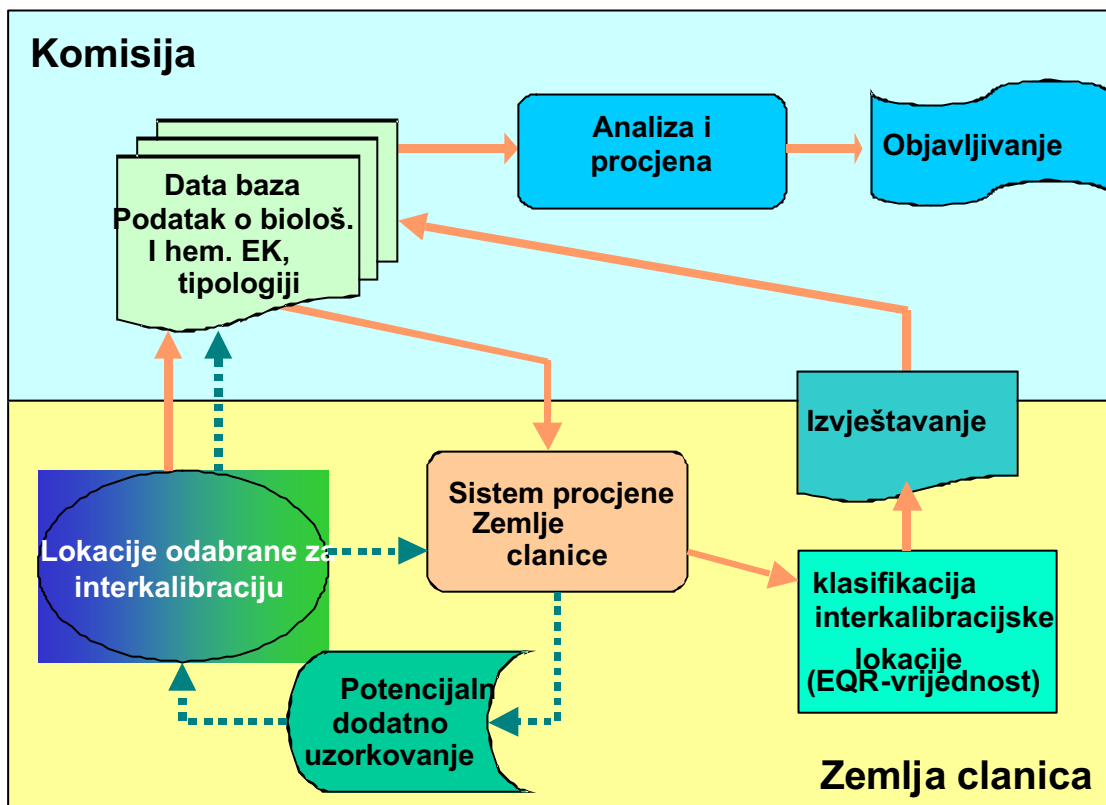 Komisija
Analiza i
procjena
Objavljivanje
Data baza
Podatak o biološ.
I hem. EK,
tipologiji
Izvještavanje
Sistem procjene
Zemlje
clanice
Lokacije odabrane za
interkalibraciju
klasifikacija
interkalibracijske
lokacije
(EQR-vrijednost)
Potencijaln
dodatno
uzorkovanje
Zemlja clanica